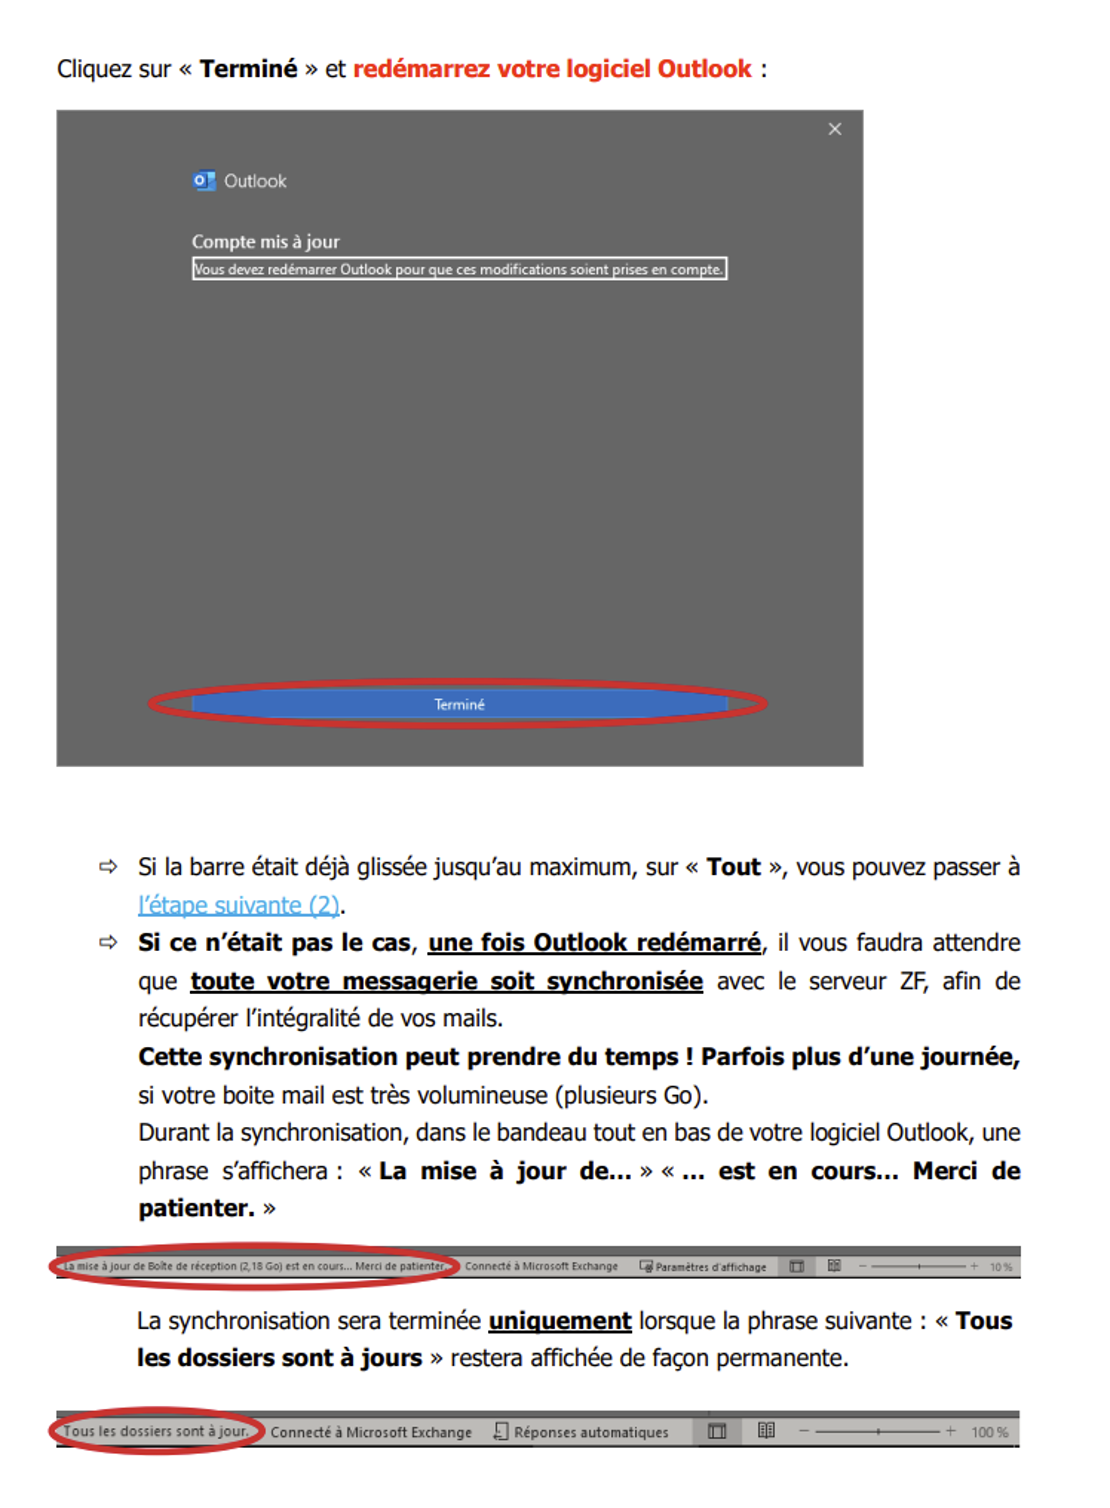 Cliquez sur « Terminé » et redémarrez votre logiciel Outlook :
Outlook
Compte mis à jour
Vous devez redémarrer Outlook pour que ces modifications soient prises en compte.
Terminé
⇨ Si la barre était déjà glissée jusqu’au maximum, sur « Tout », vous pouvez passer à
l’étape suivante (2).
⇨ Si ce n’était pas le cas, une fois Outlook redémarré, il vous faudra attendre
que toute votre messagerie soit synchronisée avec le serveur ZF, afin de
récupérer l’intégralité de vos mails.
Cette synchronisation peut prendre du temps ! Parfois plus d’une journée,
si votre boite mail est très volumineuse (plusieurs Go).
Durant la synchronisation, dans le bandeau tout en bas de votre logiciel Outlook, une
phrase s’affichera : « La mise à jour de... » « ... est en cours... Merci de
patienter. »
La mise à jour de Boîte de réception (2,18 Go) est en cours... Merci de patienter. Connecté à Microsoft Exchange Paramètres d'affichage 10 %
La synchronisation sera terminée uniquement lorsque la phrase suivante : « Tous
les dossiers sont à jours » restera affichée de façon permanente.
Tous les dossiers sont à jour. Connecté à Microsoft Exchange Réponses automatiques 100 %